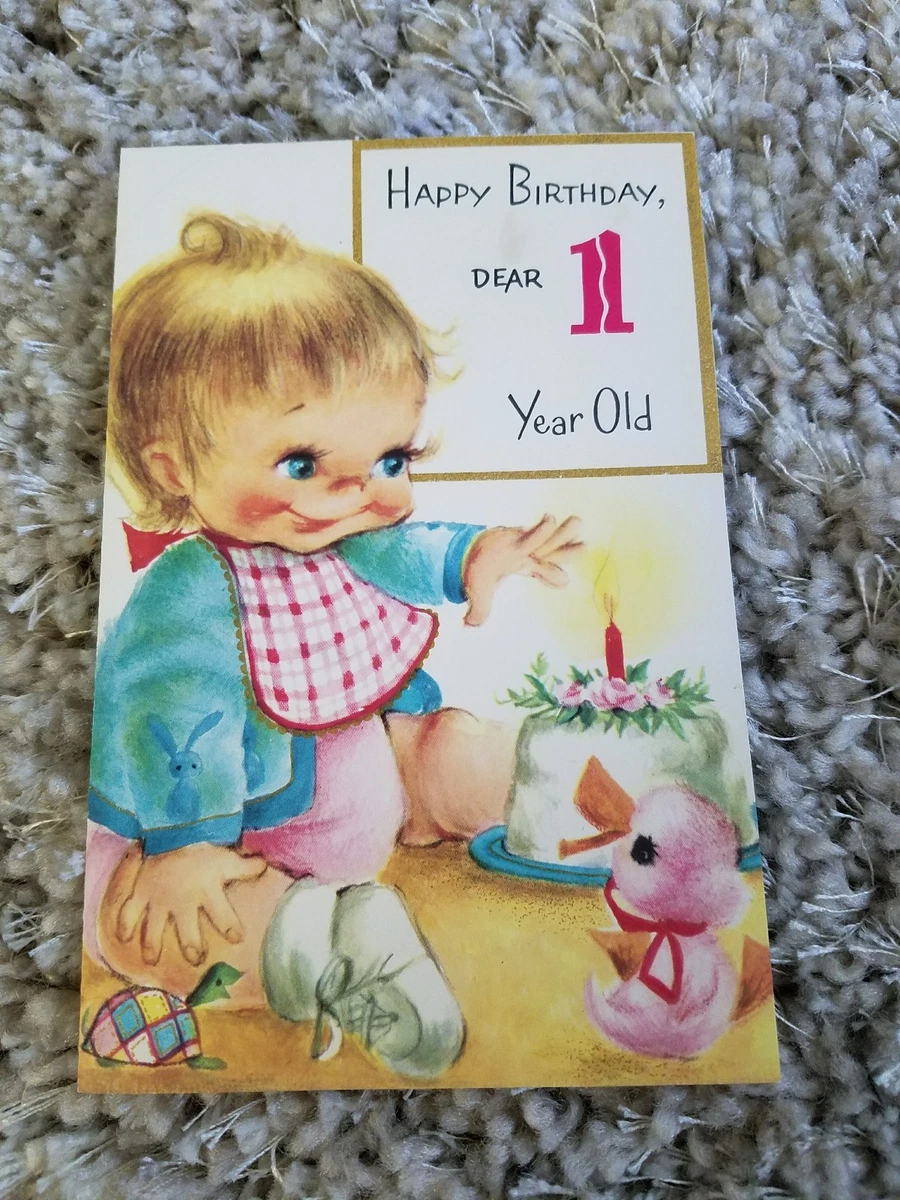 Happy Birthday,
DEAR 1
Year Old